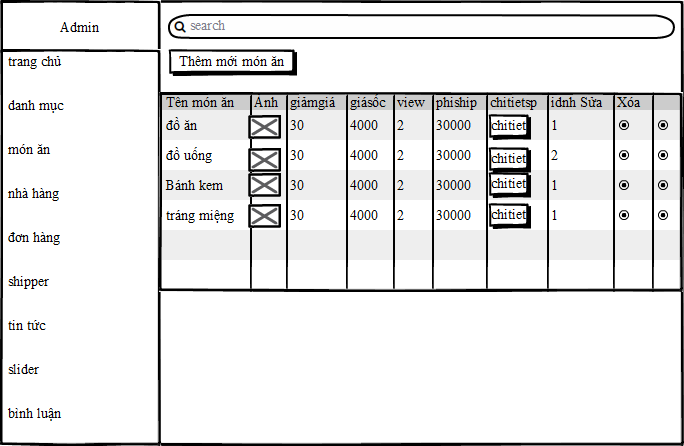 Admin
search
trang chủ
danh mục
món ăn
nhà hàng
đơn hàng
shipper
tin tức
slider
bình luận
Thêm mới món ăn
Tên món ăn Ảnh giảmgiá giásốc view phiship chitietsp idnh Sửa Xóa
đồ ăn 30 4000 2 30000 chitiet 1
đồ uống 30 4000 2 30000 chitiet 2
Bánh kem 30 4000 2 30000 chitiet 1
tráng miệng 30 4000 2 30000 chitiet 1